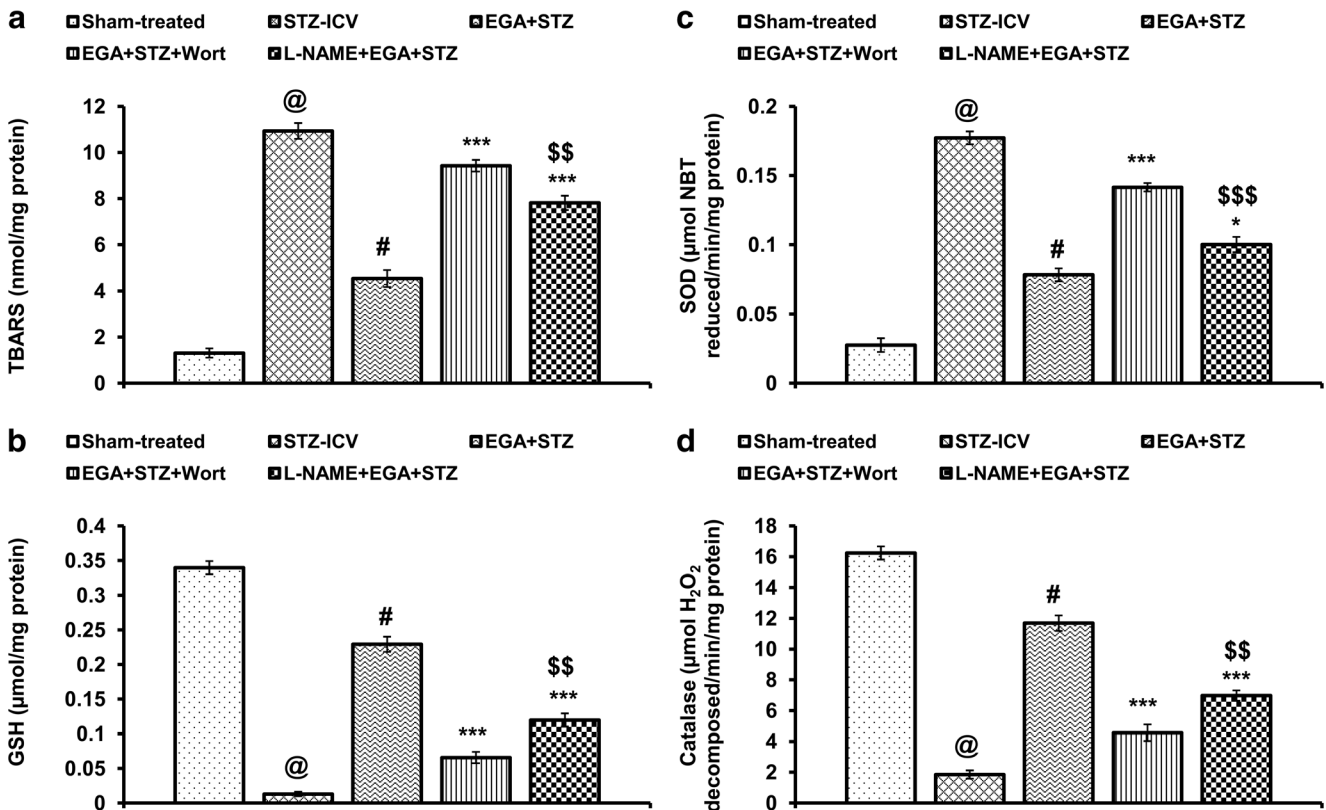 a
Sham-treated STZ-ICV EGA+STZ
EGA+STZ+Wort L-NAME+EGA+STZ
TBARS (nmol/mg protein)
12
10
8
6
4
2
0
@
#
***
$$
***
c
Sham-treated STZ-ICV EGA+STZ
EGA+STZ+Wort L-NAME+EGA+STZ
SOD (µmol NBT
reduced/min/mg protein)
0.2
0.15
0.1
0.05
0
@
#
***
$$$
*
b
Sham-treated STZ-ICV EGA+STZ
EGA+STZ+Wort L-NAME+EGA+STZ
GSH (µmol/mg protein)
0.4
0.35
0.3
0.25
0.2
0.15
0.1
0.05
0
@
#
***
$$
***
d
Sham-treated STZ-ICV EGA+STZ
EGA+STZ+Wort L-NAME+EGA+STZ
Catalase (µmol H₂O₂
decomposed/min/mg protein)
18
16
14
12
10
8
6
4
2
0
@
#
***
$$
***